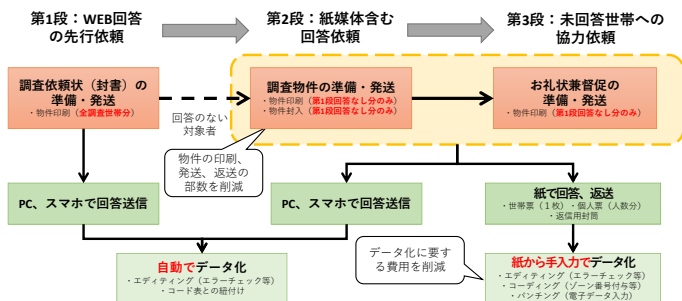 第1段：WEB回答
の先行依頼
第2段：紙媒体含む
回答依頼
第3段：未回答世帯への
協力依頼
調査依頼状（封書）の
準備・発送
・物件印刷（全調査世帯分）
調査物件の準備・発送
・物件印刷（第1段回答なし分のみ）
・物件封入（第1段回答なし分のみ）
お礼状兼督促の
準備・発送
・物件印刷（第1段回答なし分のみ）
回答のない
対象者
物件の印刷、
発送、返送の
部数を削減
PC、スマホで回答送信
PC、スマホで回答送信
紙で回答、返送
・世帯票（1枚）・個人票（人数分）
・返信用封筒
自動でデータ化
・エディティング（エラーチェック等）
・コード表との紐付け
データ化に要す
る費用を削減
紙から手入力でデータ化
・エディティング（エラーチェック等）
・コーディング（ゾーン番号付与等）
・パンチング（電子データ入力）